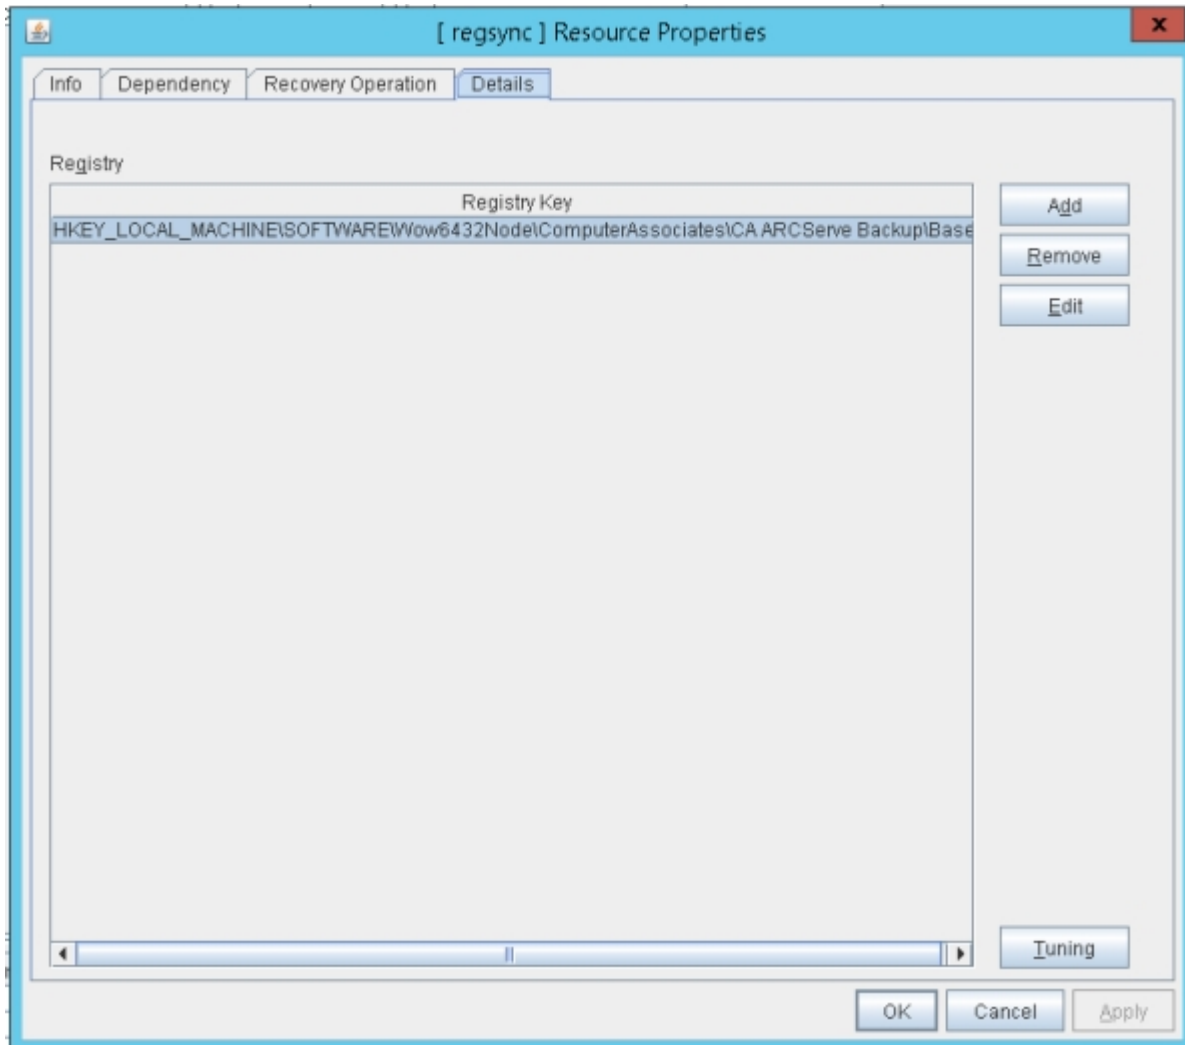 [ regsync ] Resource Properties
x
Info Dependency Recovery Operation Details
Registry
Registry Key
HKEY_LOCAL_MACHINE\SOFTWARE\Wow6432Node\ComputerAssociates\CA ARCServe Backup\Base
Add
Remove
Edit
Tuning
OK Cancel Apply